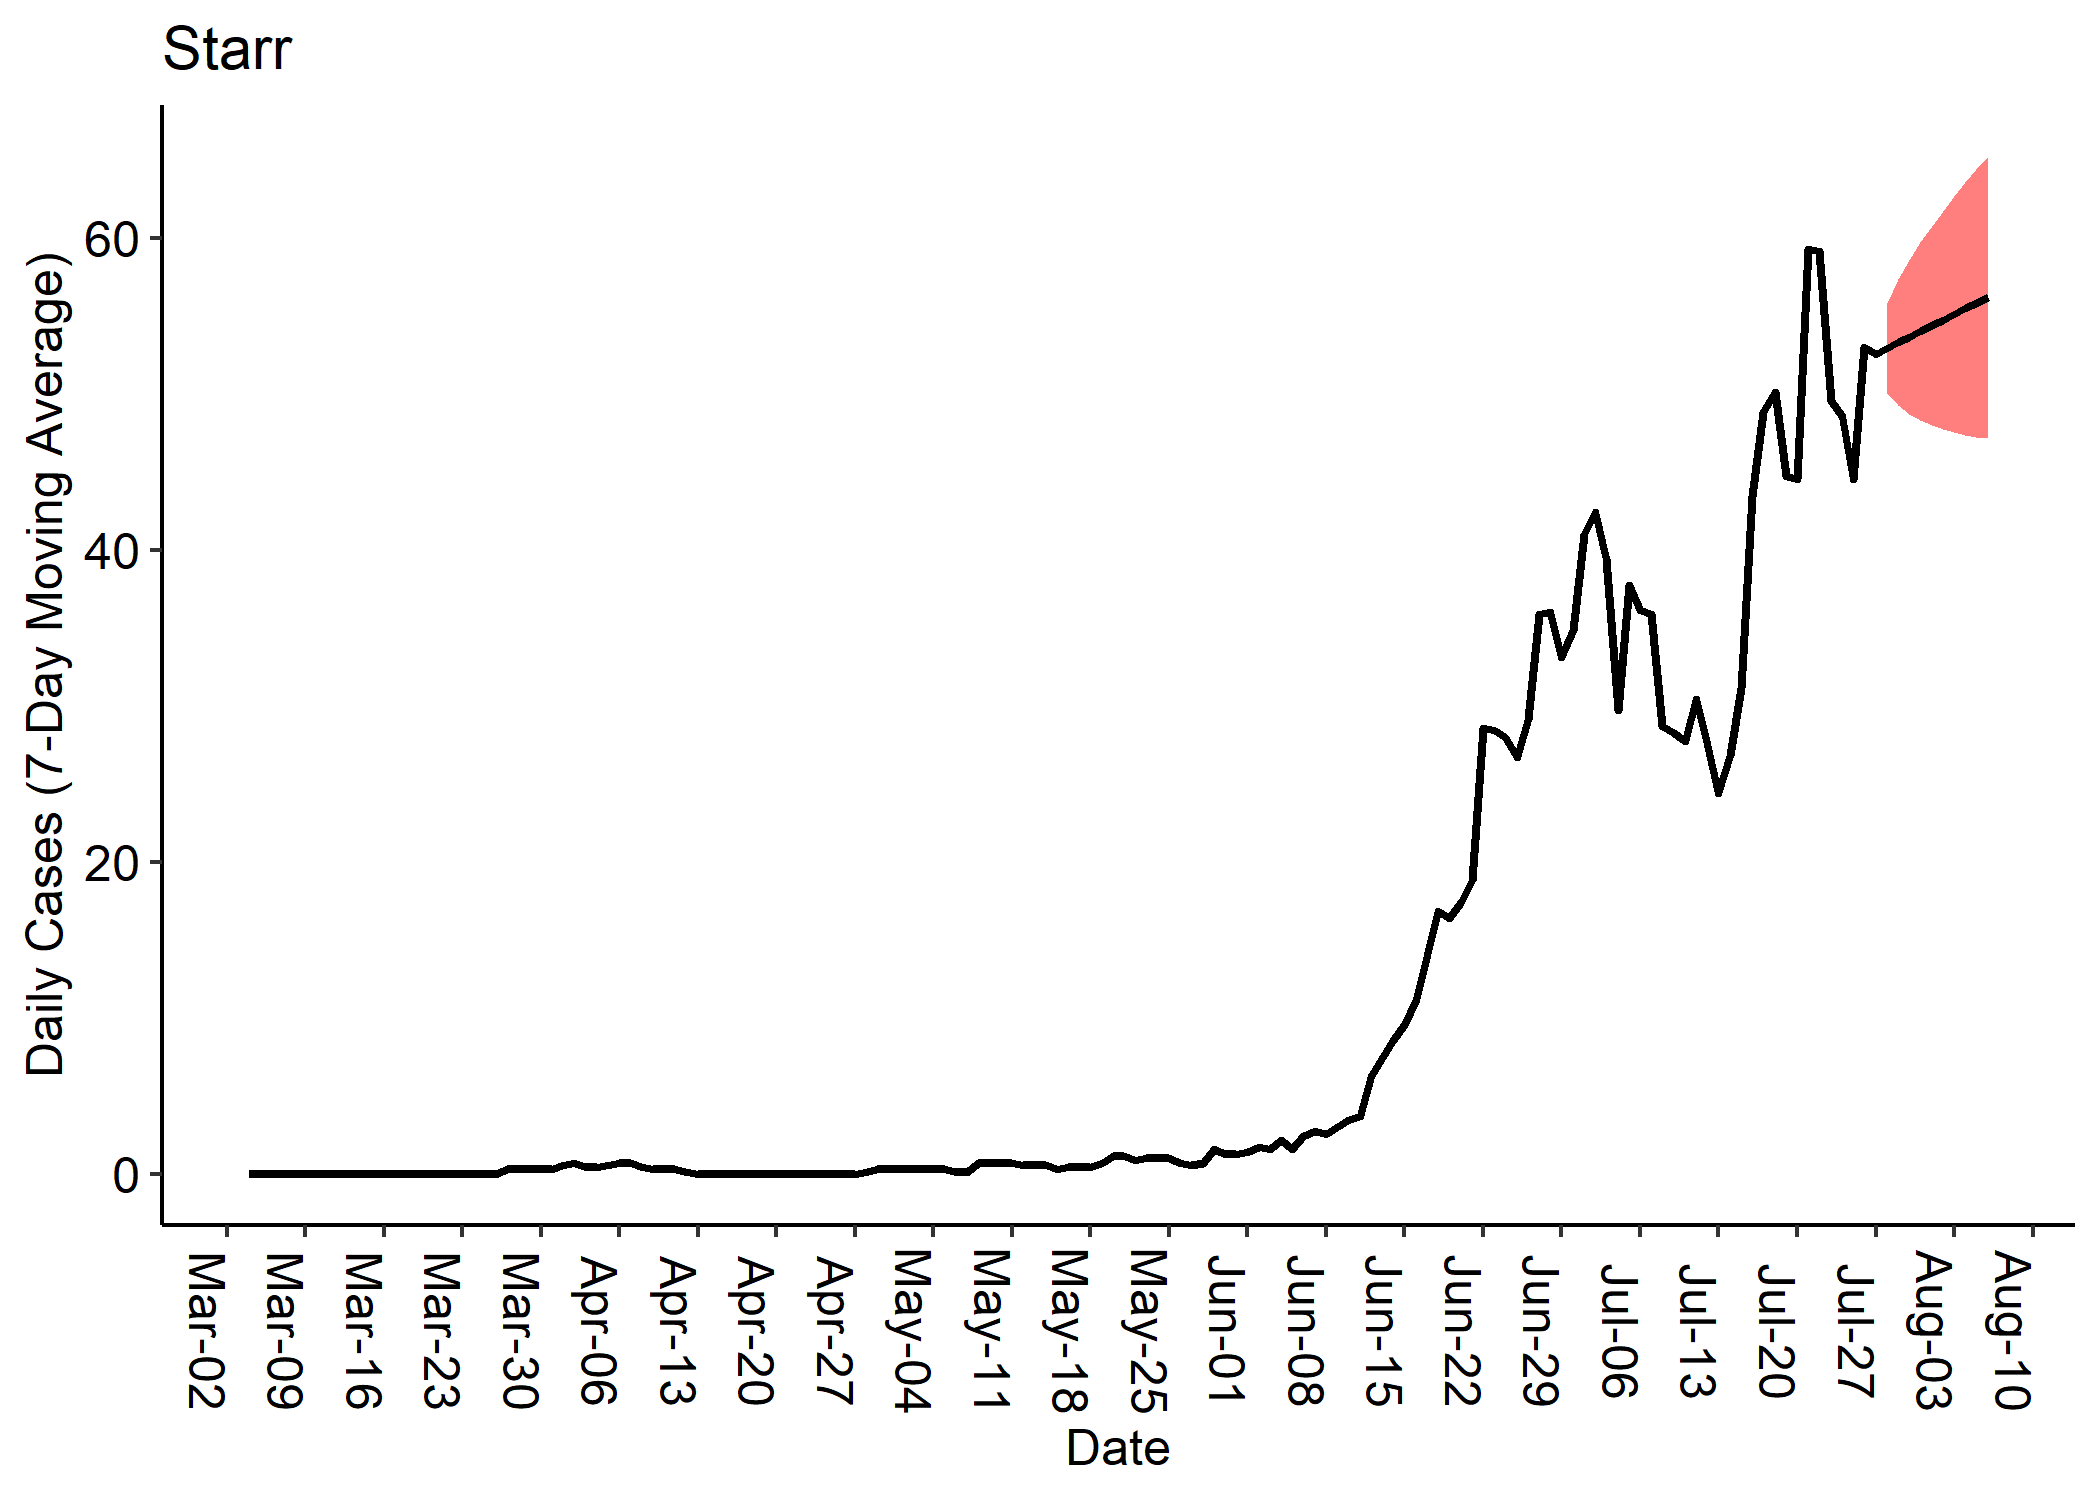 Starr
Daily Cases (7-Day Moving Average)
60
40
20
0
Mar-02
Mar-09
Mar-16
Mar-23
Mar-30
Apr-06
Apr-13
Apr-20
Apr-27
May-04
May-11
May-18
May-25
Jun-01
Jun-08
Jun-15
Jun-22
Jun-29
Jul-06
Jul-13
Jul-20
Jul-27
Aug-03
Aug-10
Date